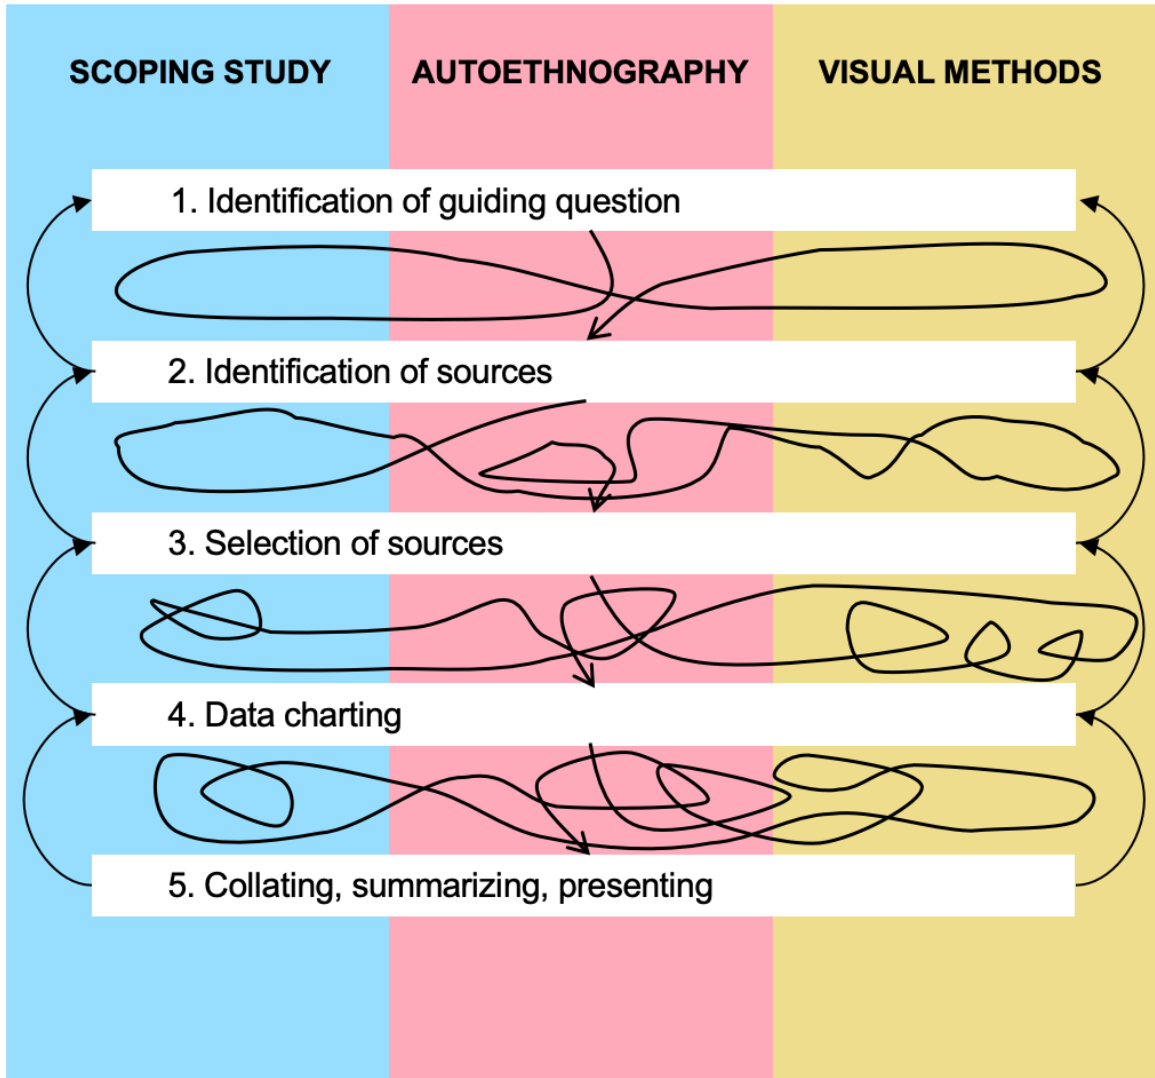 SCOPING STUDY
AUTOETHNOGRAPHY
VISUAL METHODS
1. Identification of guiding question
2. Identification of sources
3. Selection of sources
4. Data charting
5. Collating, summarizing, presenting